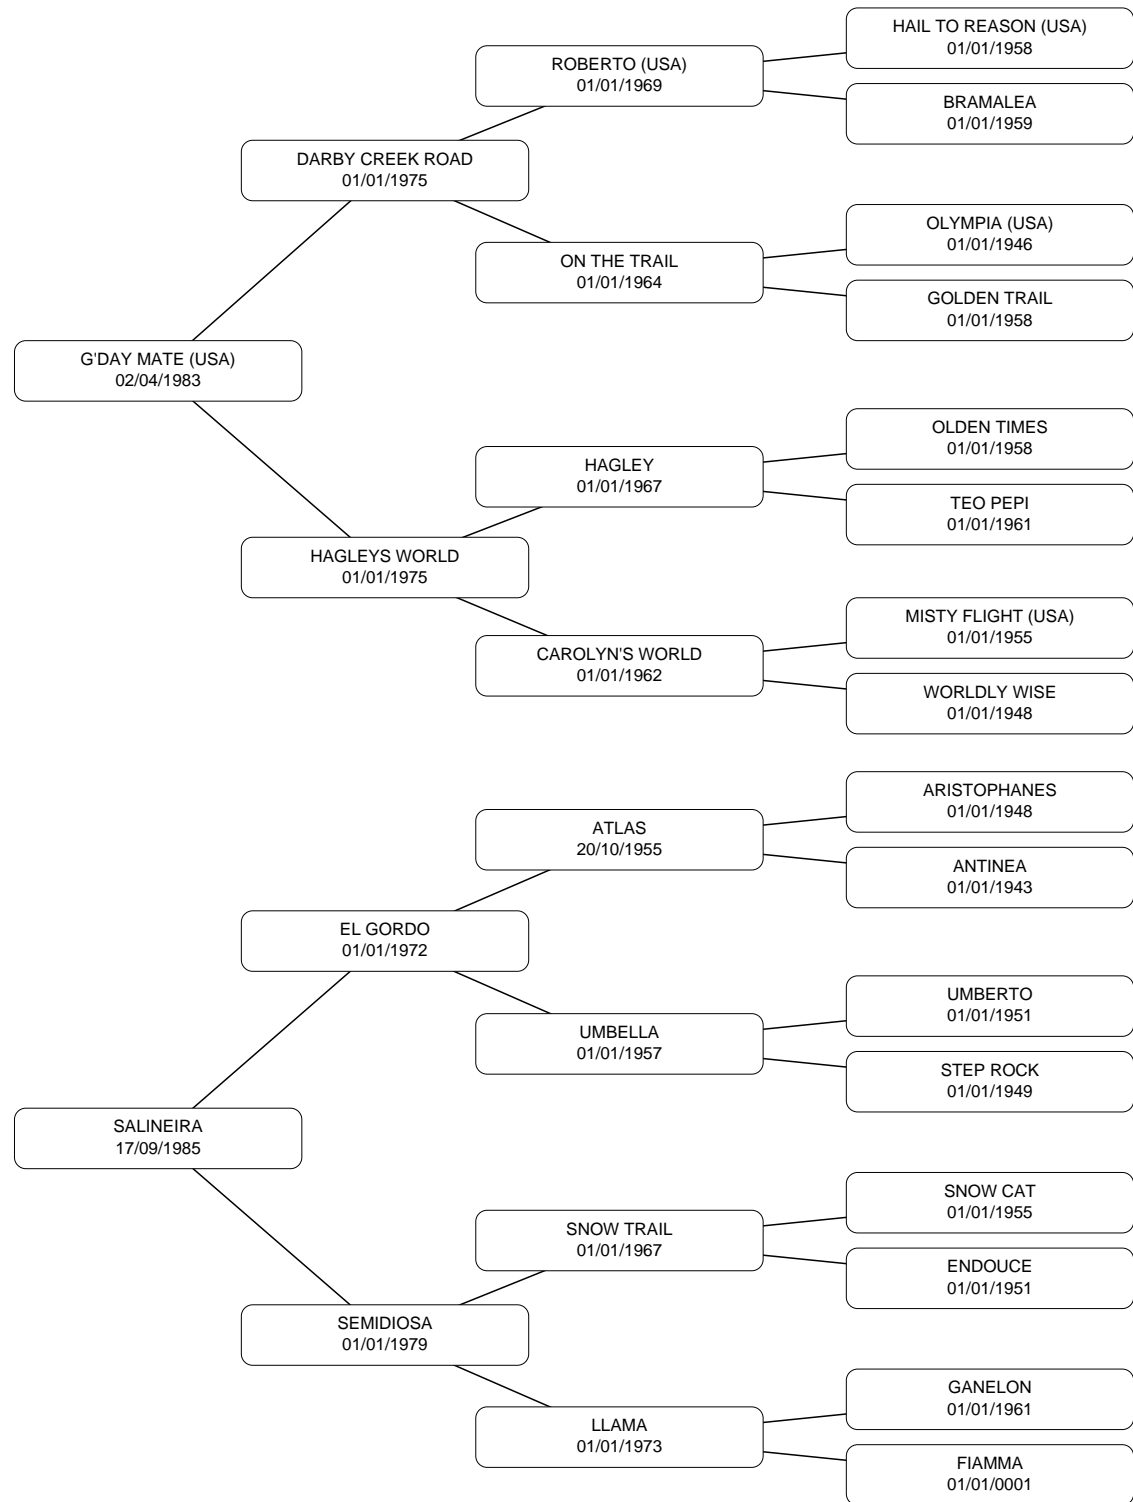 HAIL TO REASON (USA)
01/01/1958
ROBERTO (USA)
01/01/1969
BRAMALEA
01/01/1959
DARBY CREEK ROAD
01/01/1975
OLYMPIA (USA)
01/01/1946
ON THE TRAIL
01/01/1964
GOLDEN TRAIL
01/01/1958
G'DAY MATE (USA)
02/04/1983
OLDEN TIMES
01/01/1958
HAGLEY
01/01/1967
TEO PEPI
01/01/1961
HAGLEYS WORLD
01/01/1975
MISTY FLIGHT (USA)
01/01/1955
CAROLYN'S WORLD
01/01/1962
WORLDLY WISE
01/01/1948
ARISTOPHANES
01/01/1948
ATLAS
20/10/1955
ANTINEA
01/01/1943
EL GORDO
01/01/1972
UMBERTO
01/01/1951
UMBELLA
01/01/1957
STEP ROCK
01/01/1949
SALINEIRA
17/09/1985
SNOW CAT
01/01/1955
SNOW TRAIL
01/01/1967
ENDOUCE
01/01/1951
SEMIDIOSA
01/01/1979
GANELON
01/01/1961
LLAMA
01/01/1973
FIAMMA
01/01/0001